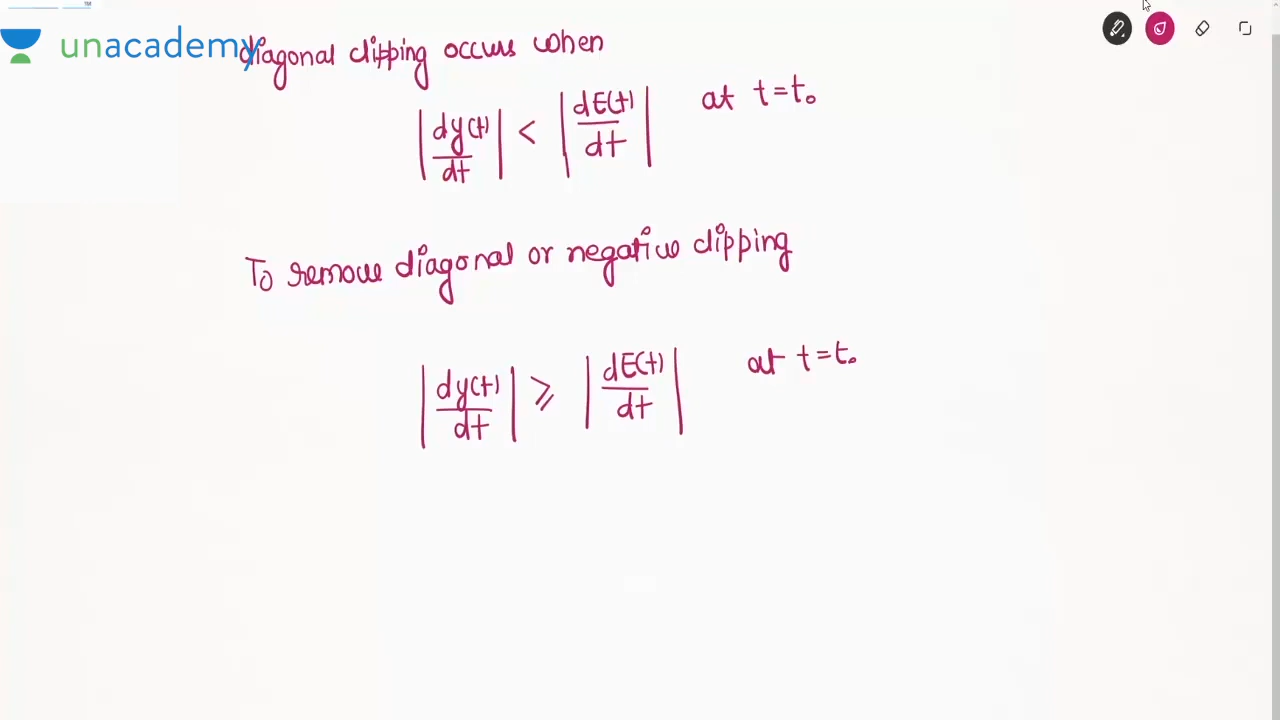 unacademy
diagonal clipping occurs when
|dy(t)/dt| < |dE(t)/dt| at t=t₀
To remove diagonal or negative clipping
|dy(t)/dt| ⩾ |dE(t)/dt| at t=t₀